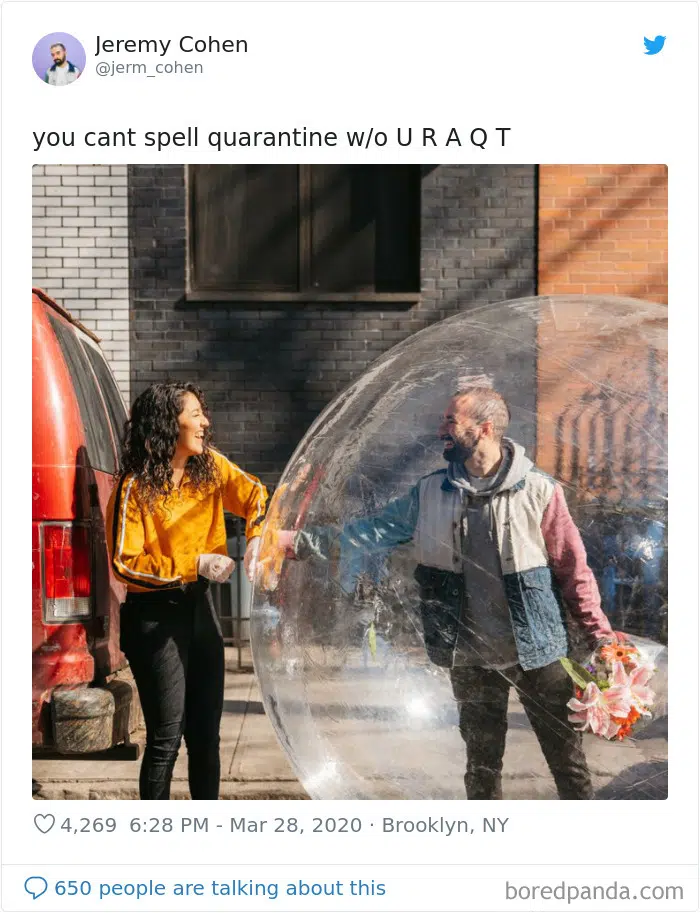 Jeremy Cohen
@jerm_cohen
you cant spell quarantine w/o U R A Q T
4,269 6:28 PM - Mar 28, 2020 · Brooklyn, NY
650 people are talking about this
boredpanda.com